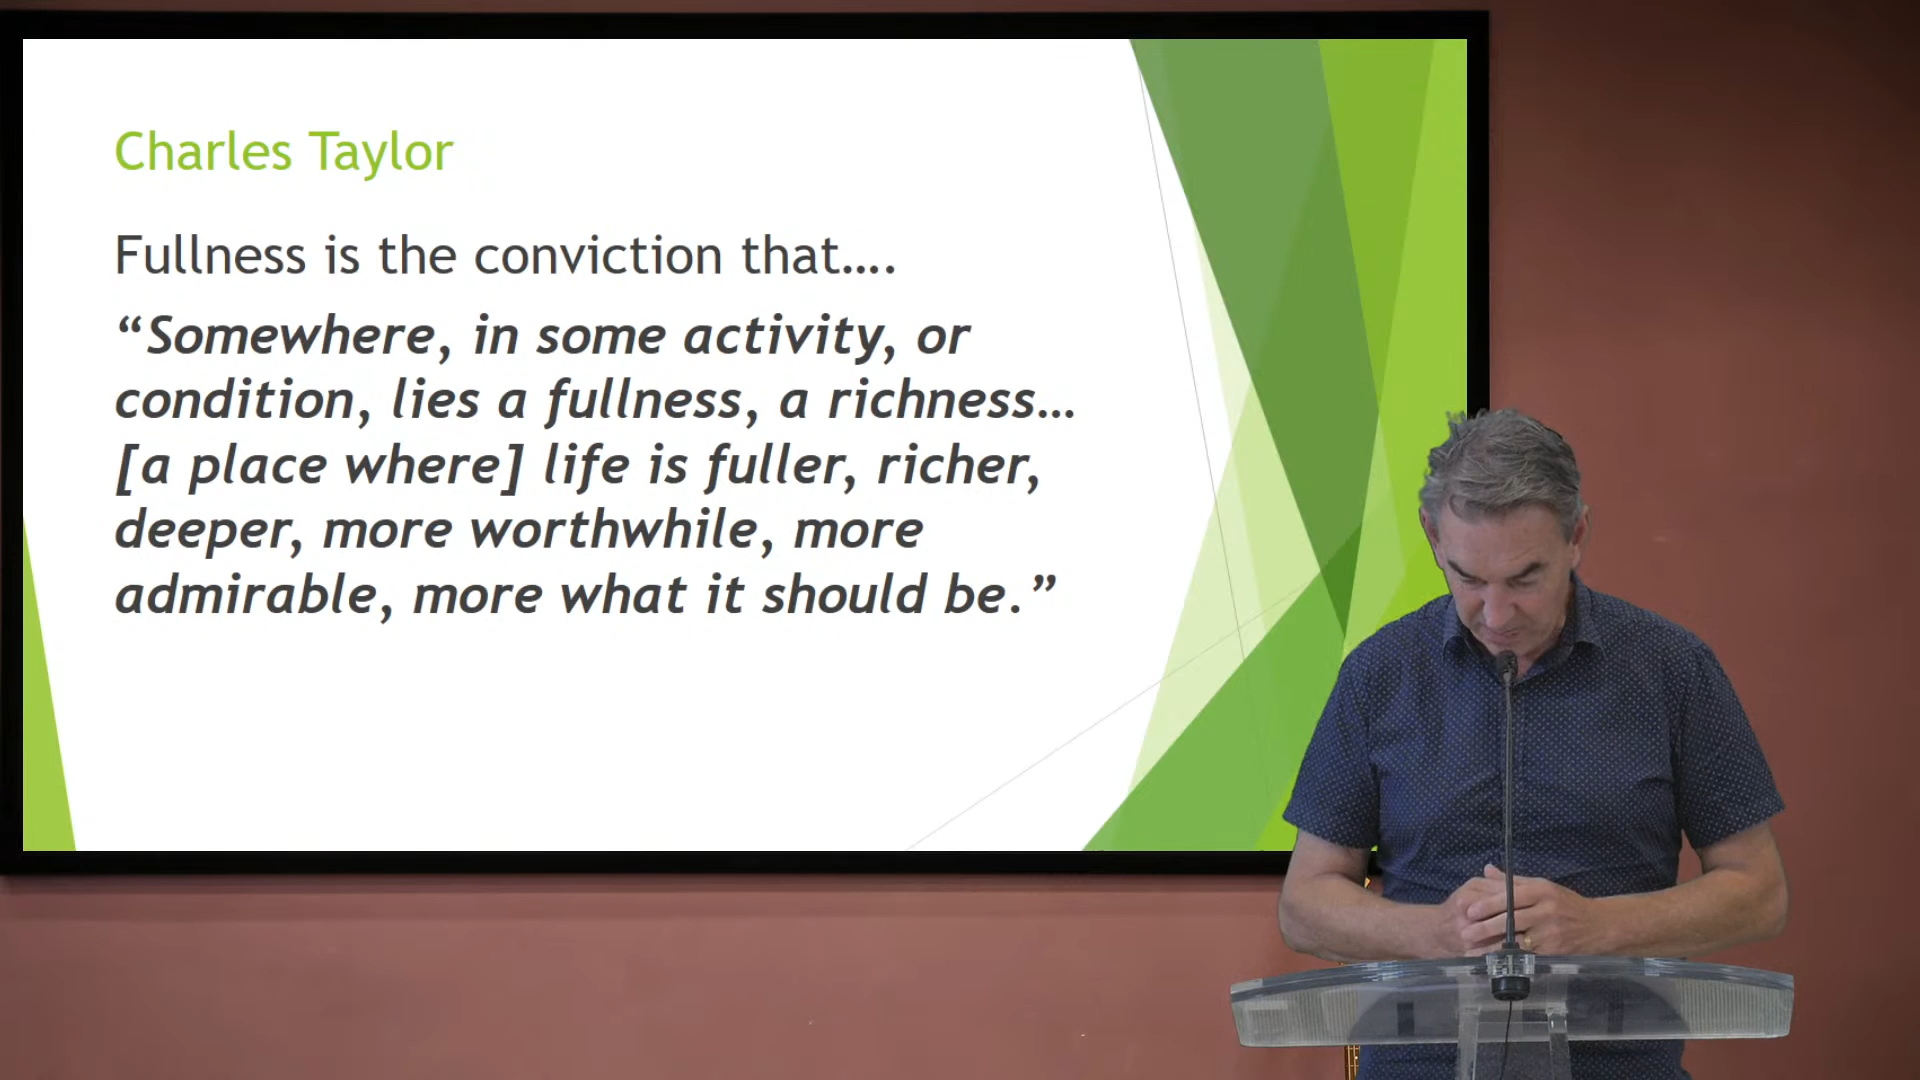 Charles Taylor
Fullness is the conviction that….
“Somewhere, in some activity, or
condition, lies a fullness, a richness…
[a place where] life is fuller, richer,
deeper, more worthwhile, more
admirable, more what it should be.”